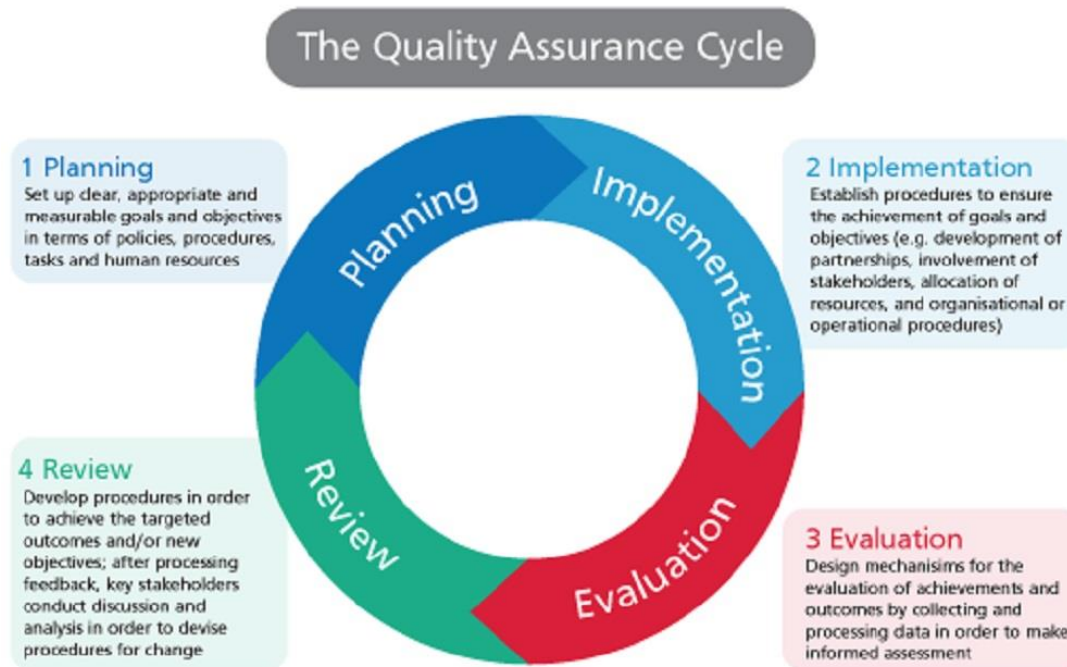 The Quality Assurance Cycle
1 Planning
Set up clear, appropriate and
measurable goals and objectives
in terms of policies, procedures,
tasks and human resources
2 Implementation
Establish procedures to ensure
the achievement of goals and
objectives (e.g. development of
partnerships, involvement of
stakeholders, allocation of
resources, and organisational or
operational procedures)
Planning
Implementation
Evaluation
Review
3 Evaluation
Design mechanisims for the
evaluation of achievements and
outcomes by collecting and
processing data in order to make
informed assessment
4 Review
Develop procedures in order
to achieve the targeted
outcomes and/or new
objectives; after processing
feedback, key stakeholders
conduct discussion and
analysis in order to devise
procedures for change